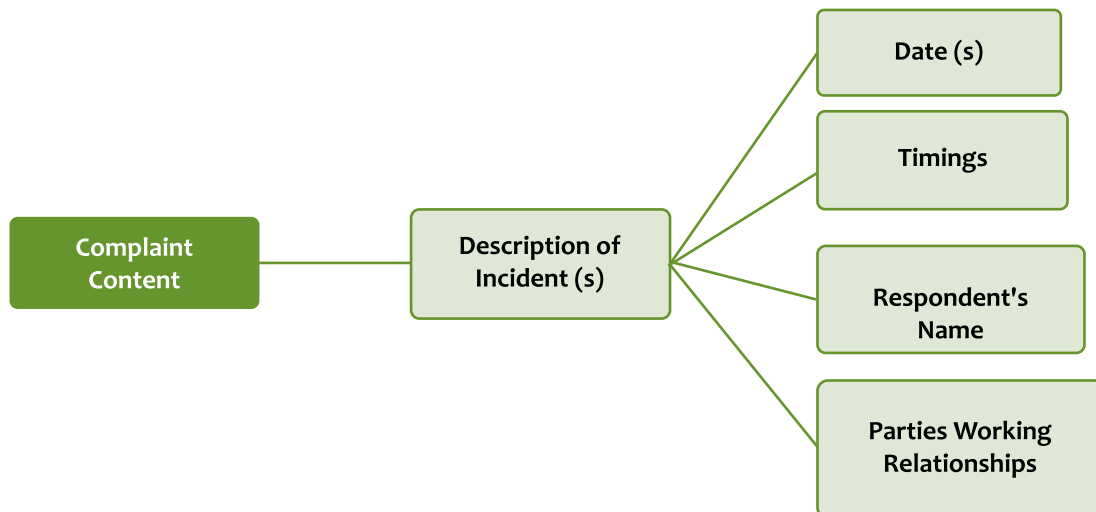 Complaint
Content
Description of
Incident (s)
Date (s)
Timings
Respondent's
Name
Parties Working
Relationships